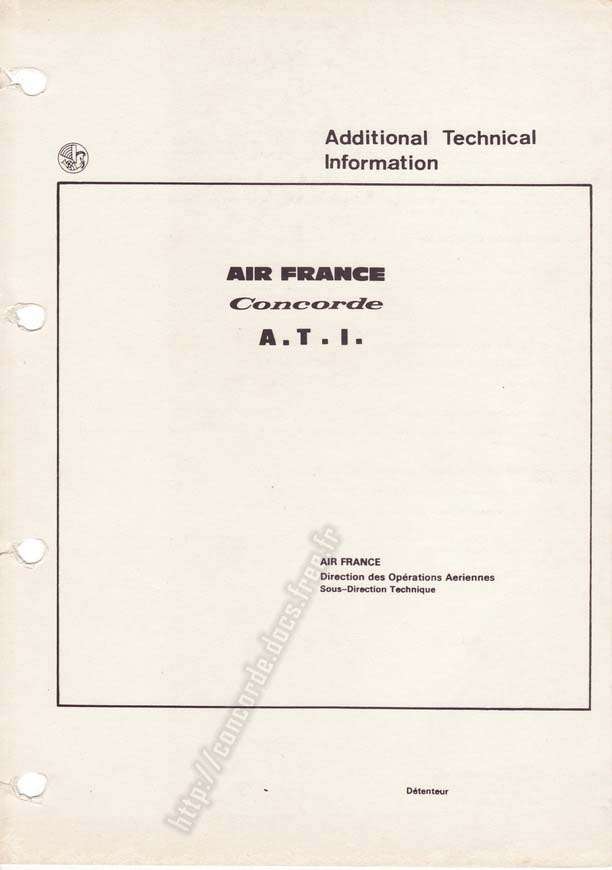 Additional Technical
Information
AIR FRANCE
Concorde
A.T.I.
AIR FRANCE
Direction des Opérations Aeriennes
Sous-Direction Technique
http://concorde.docs.free.fr
Détenteur